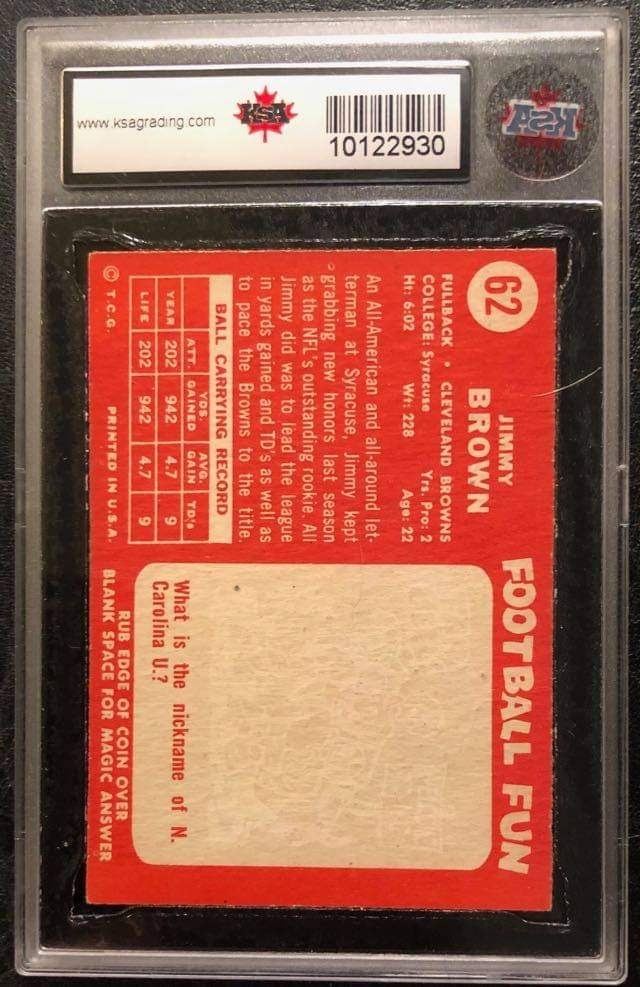 www.ksagrading.com
KSA
10122930
KSA
62
JIMMY
BROWN
FULLBACK • CLEVELAND BROWNS
COLLEGE: Syracuse Yrs. Pro: 2
Ht: 6:02 Wt: 228 Age: 22
An All-American and all-around let-
terman at Syracuse, Jimmy kept
grabbing new honors last season
as the NFL's outstanding rookie. All
Jimmy did was to lead the league
in yards gained and TD's as well as
to pace the Browns to the title.
BALL CARRYING RECORD
ATT. YDS. GAINED AVG. GAIN TD's
YEAR 202 942 4.7 9
LIFE 202 942 4.7 9
© T.C.G. PRINTED IN U.S.A.
FOOTBALL FUN
What is the nickname of N.
Carolina U.?
RUB EDGE OF COIN OVER
BLANK SPACE FOR MAGIC ANSWER